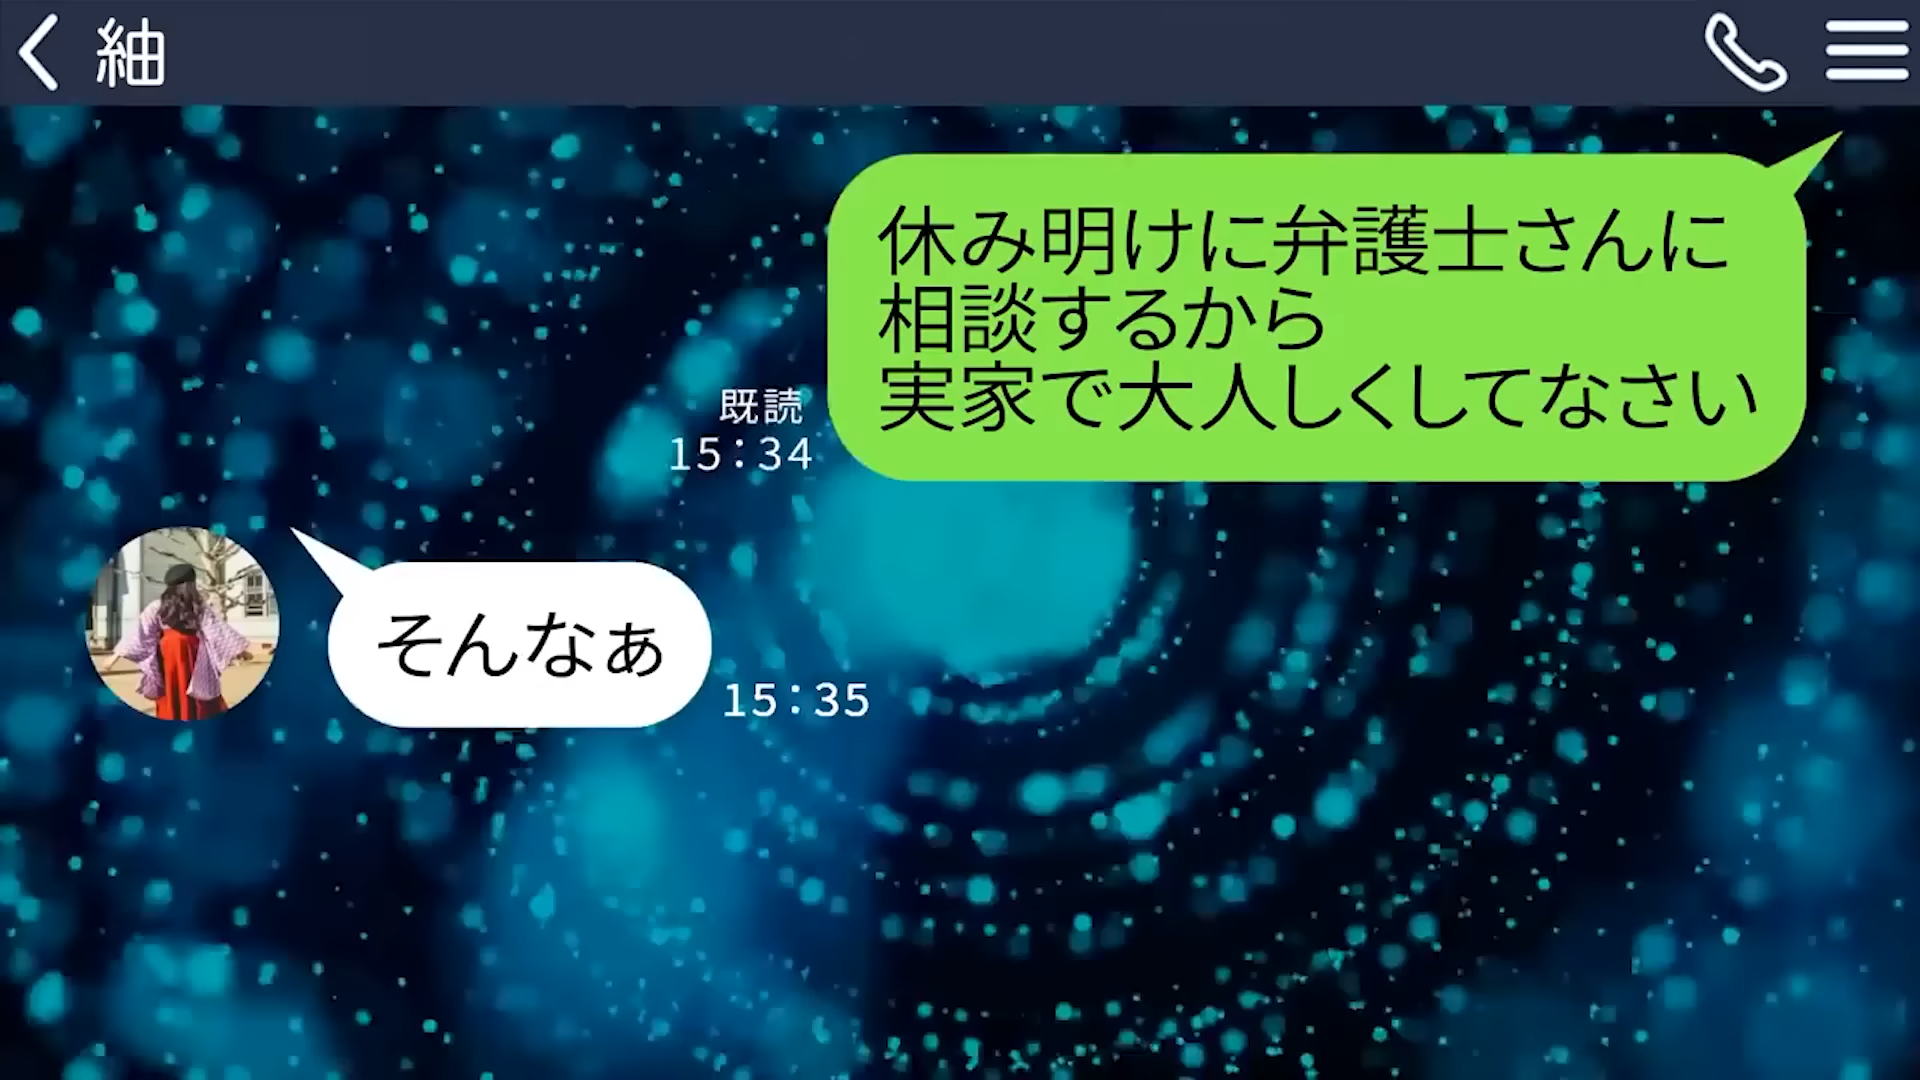 紬
休み明けに弁護士さんに
相談するから
実家で大人しくしてなさい
既読
15:34
そんなぁ
15:35